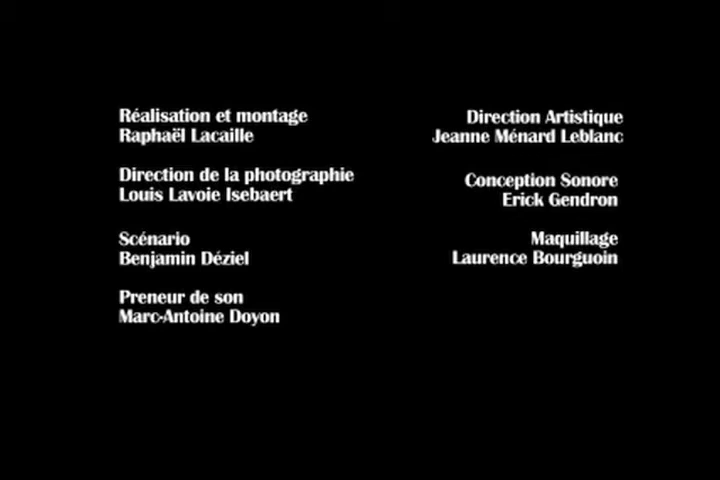 Réalisation et montage
Raphaël Lacaille
Direction de la photographie
Louis Lavoie Isebaert
Scénario
Benjamin Déziel
Preneur de son
Marc-Antoine Doyon
Direction Artistique
Jeanne Ménard Leblanc
Conception Sonore
Erick Gendron
Maquillage
Laurence Bourguoin